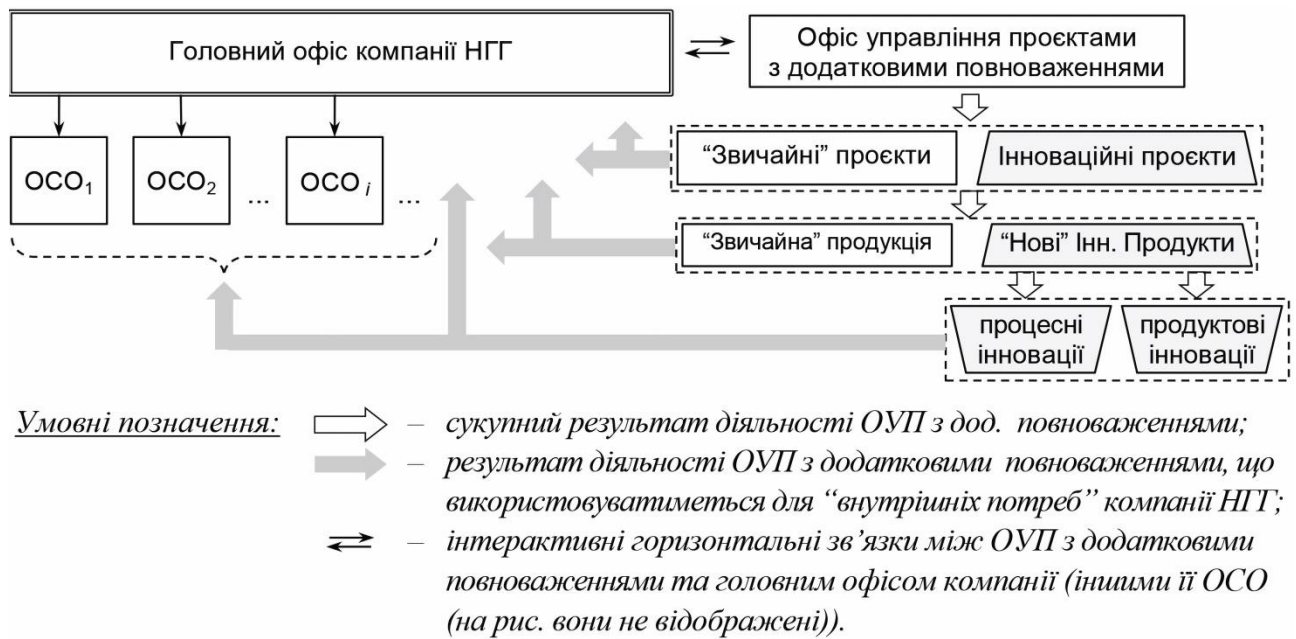 Головний офіс компанії НГГ
Офіс управління проєктами
з додатковими повноваженнями
ОСО1
ОСО2
...
ОСО i
...
“Звичайні” проєкти
Інноваційні проєкти
“Звичайна” продукція
“Нові” Інн. Продукти
процесні
інновації
продуктові
інновації
Умовні позначення:
– сукупний результат діяльності ОУП з дод. повноваженнями;
– результат діяльності ОУП з додатковими повноваженнями, що
використовуватиметься для “внутрішніх потреб” компанії НГГ;
– інтерактивні горизонтальні зв’язки між ОУП з додатковими
повноваженнями та головним офісом компанії (іншими її ОСО
(на рис. вони не відображені)).